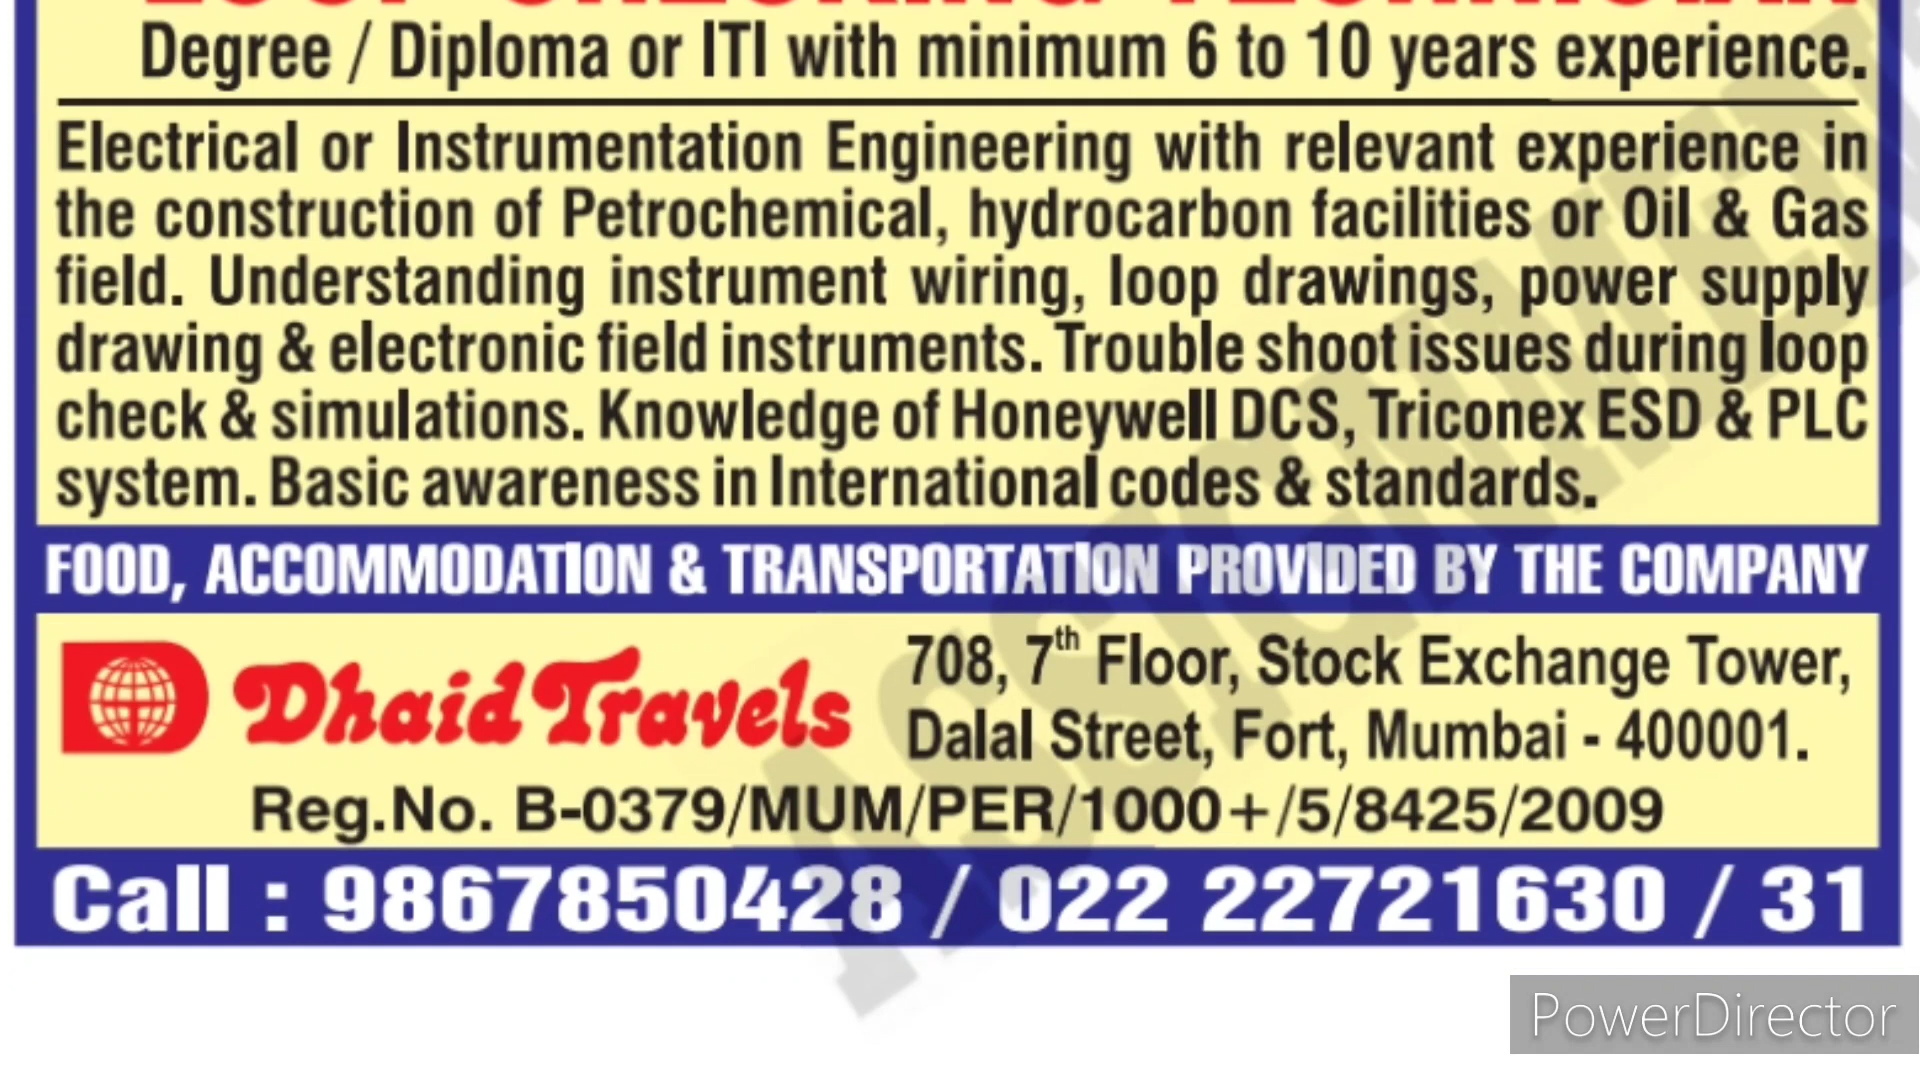 LOOP CHECKING TECHNICIAN
Degree / Diploma or ITI with minimum 6 to 10 years experience.
Electrical or Instrumentation Engineering with relevant experience in
the construction of Petrochemical, hydrocarbon facilities or Oil & Gas
field. Understanding instrument wiring, loop drawings, power supply
drawing & electronic field instruments. Trouble shoot issues during loop
check & simulations. Knowledge of Honeywell DCS, Triconex ESD & PLC
system. Basic awareness in International codes & standards.
FOOD, ACCOMMODATION & TRANSPORTATION PROVIDED BY THE COMPANY
Dhaid Travels
708, 7th Floor, Stock Exchange Tower,
Dalal Street, Fort, Mumbai - 400001.
Reg.No. B-0379/MUM/PER/1000+/5/8425/2009
Call : 9867850428 / 022 22721630 / 31
PowerDirector